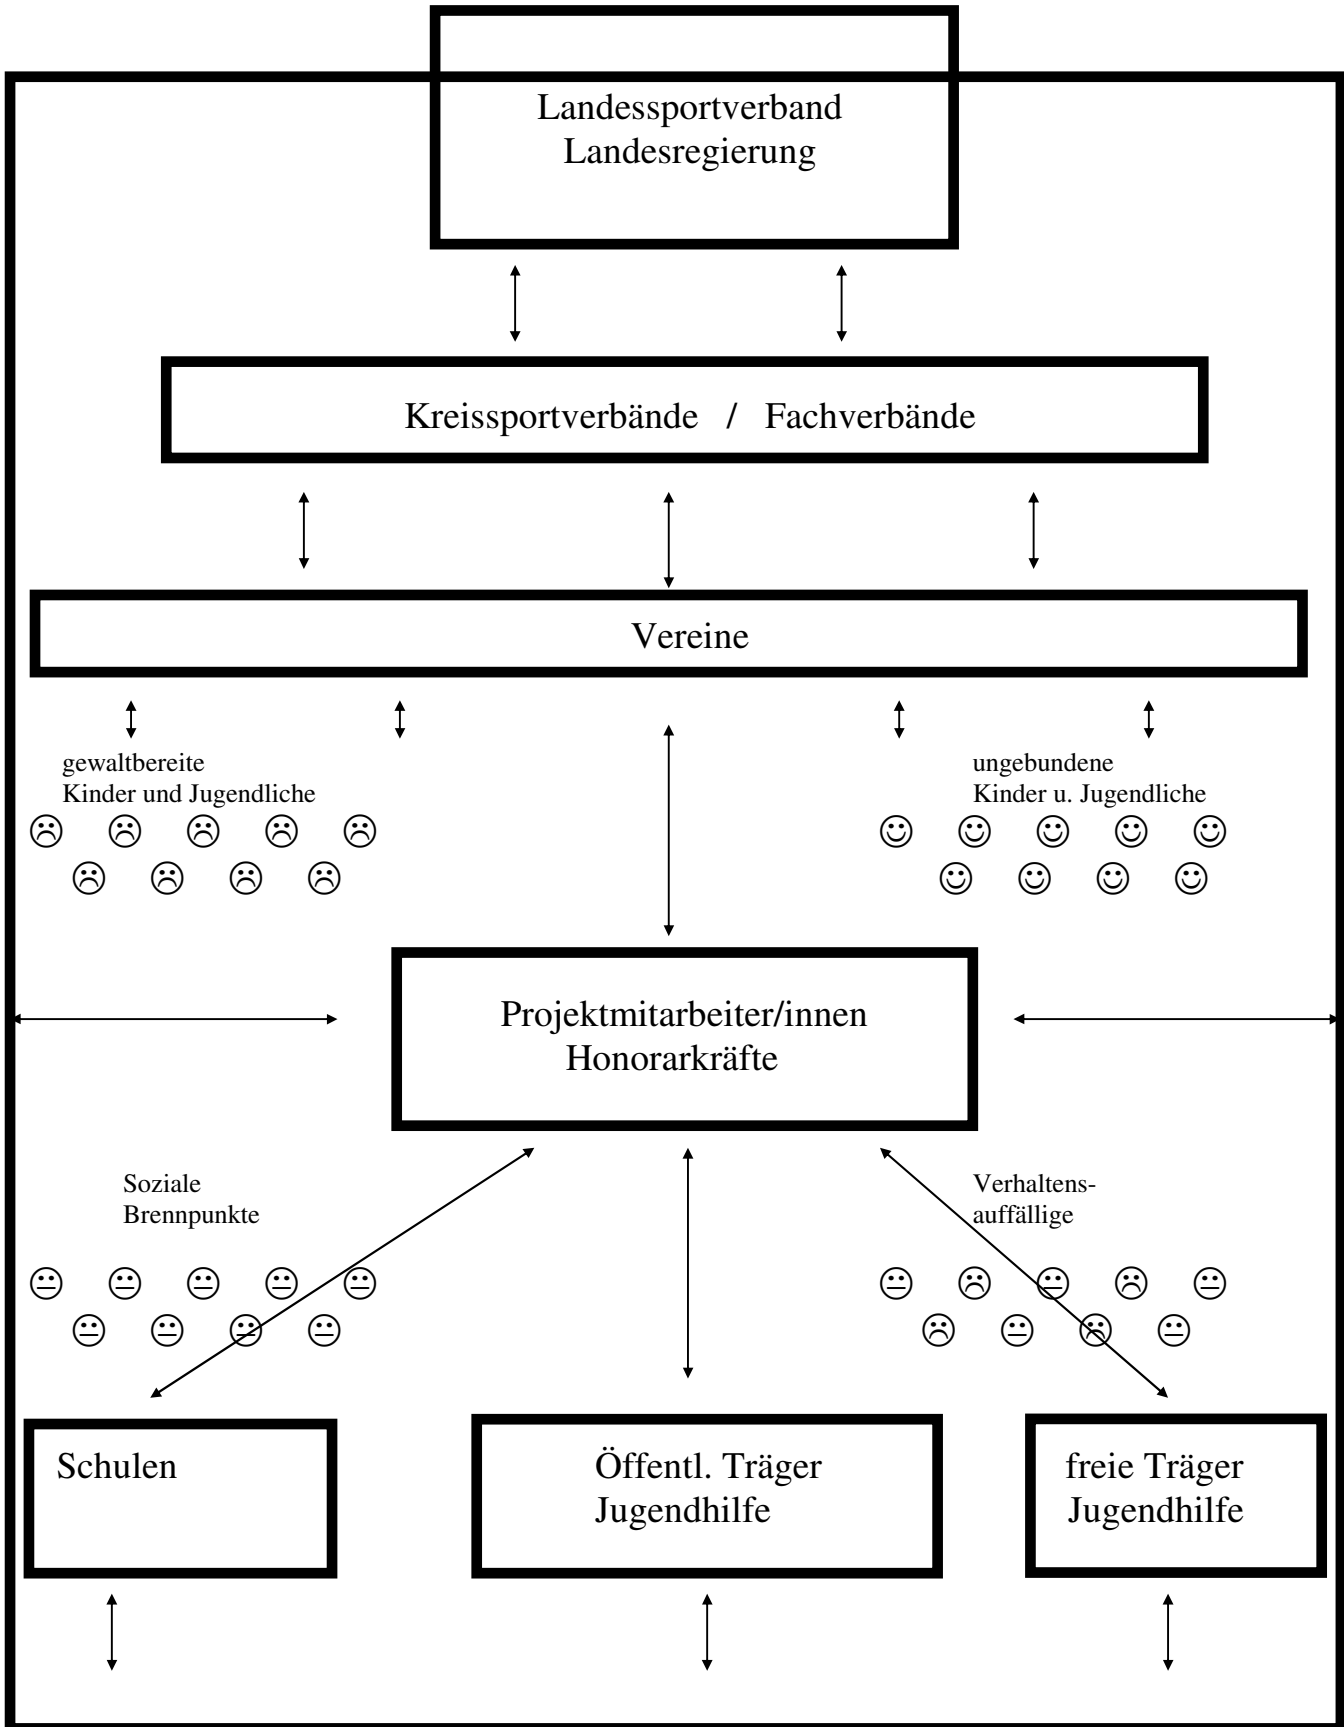 Landessportverband
Landesregierung
Kreissportverbände / Fachverbände
Vereine
gewaltbereite
Kinder und Jugendliche
ungebundene
Kinder u. Jugendliche
Projektmitarbeiter/innen
Honorarkräfte
Soziale
Brennpunkte
Verhaltens-
auffällige
Schulen
Öffentl. Träger
Jugendhilfe
freie Träger
Jugendhilfe